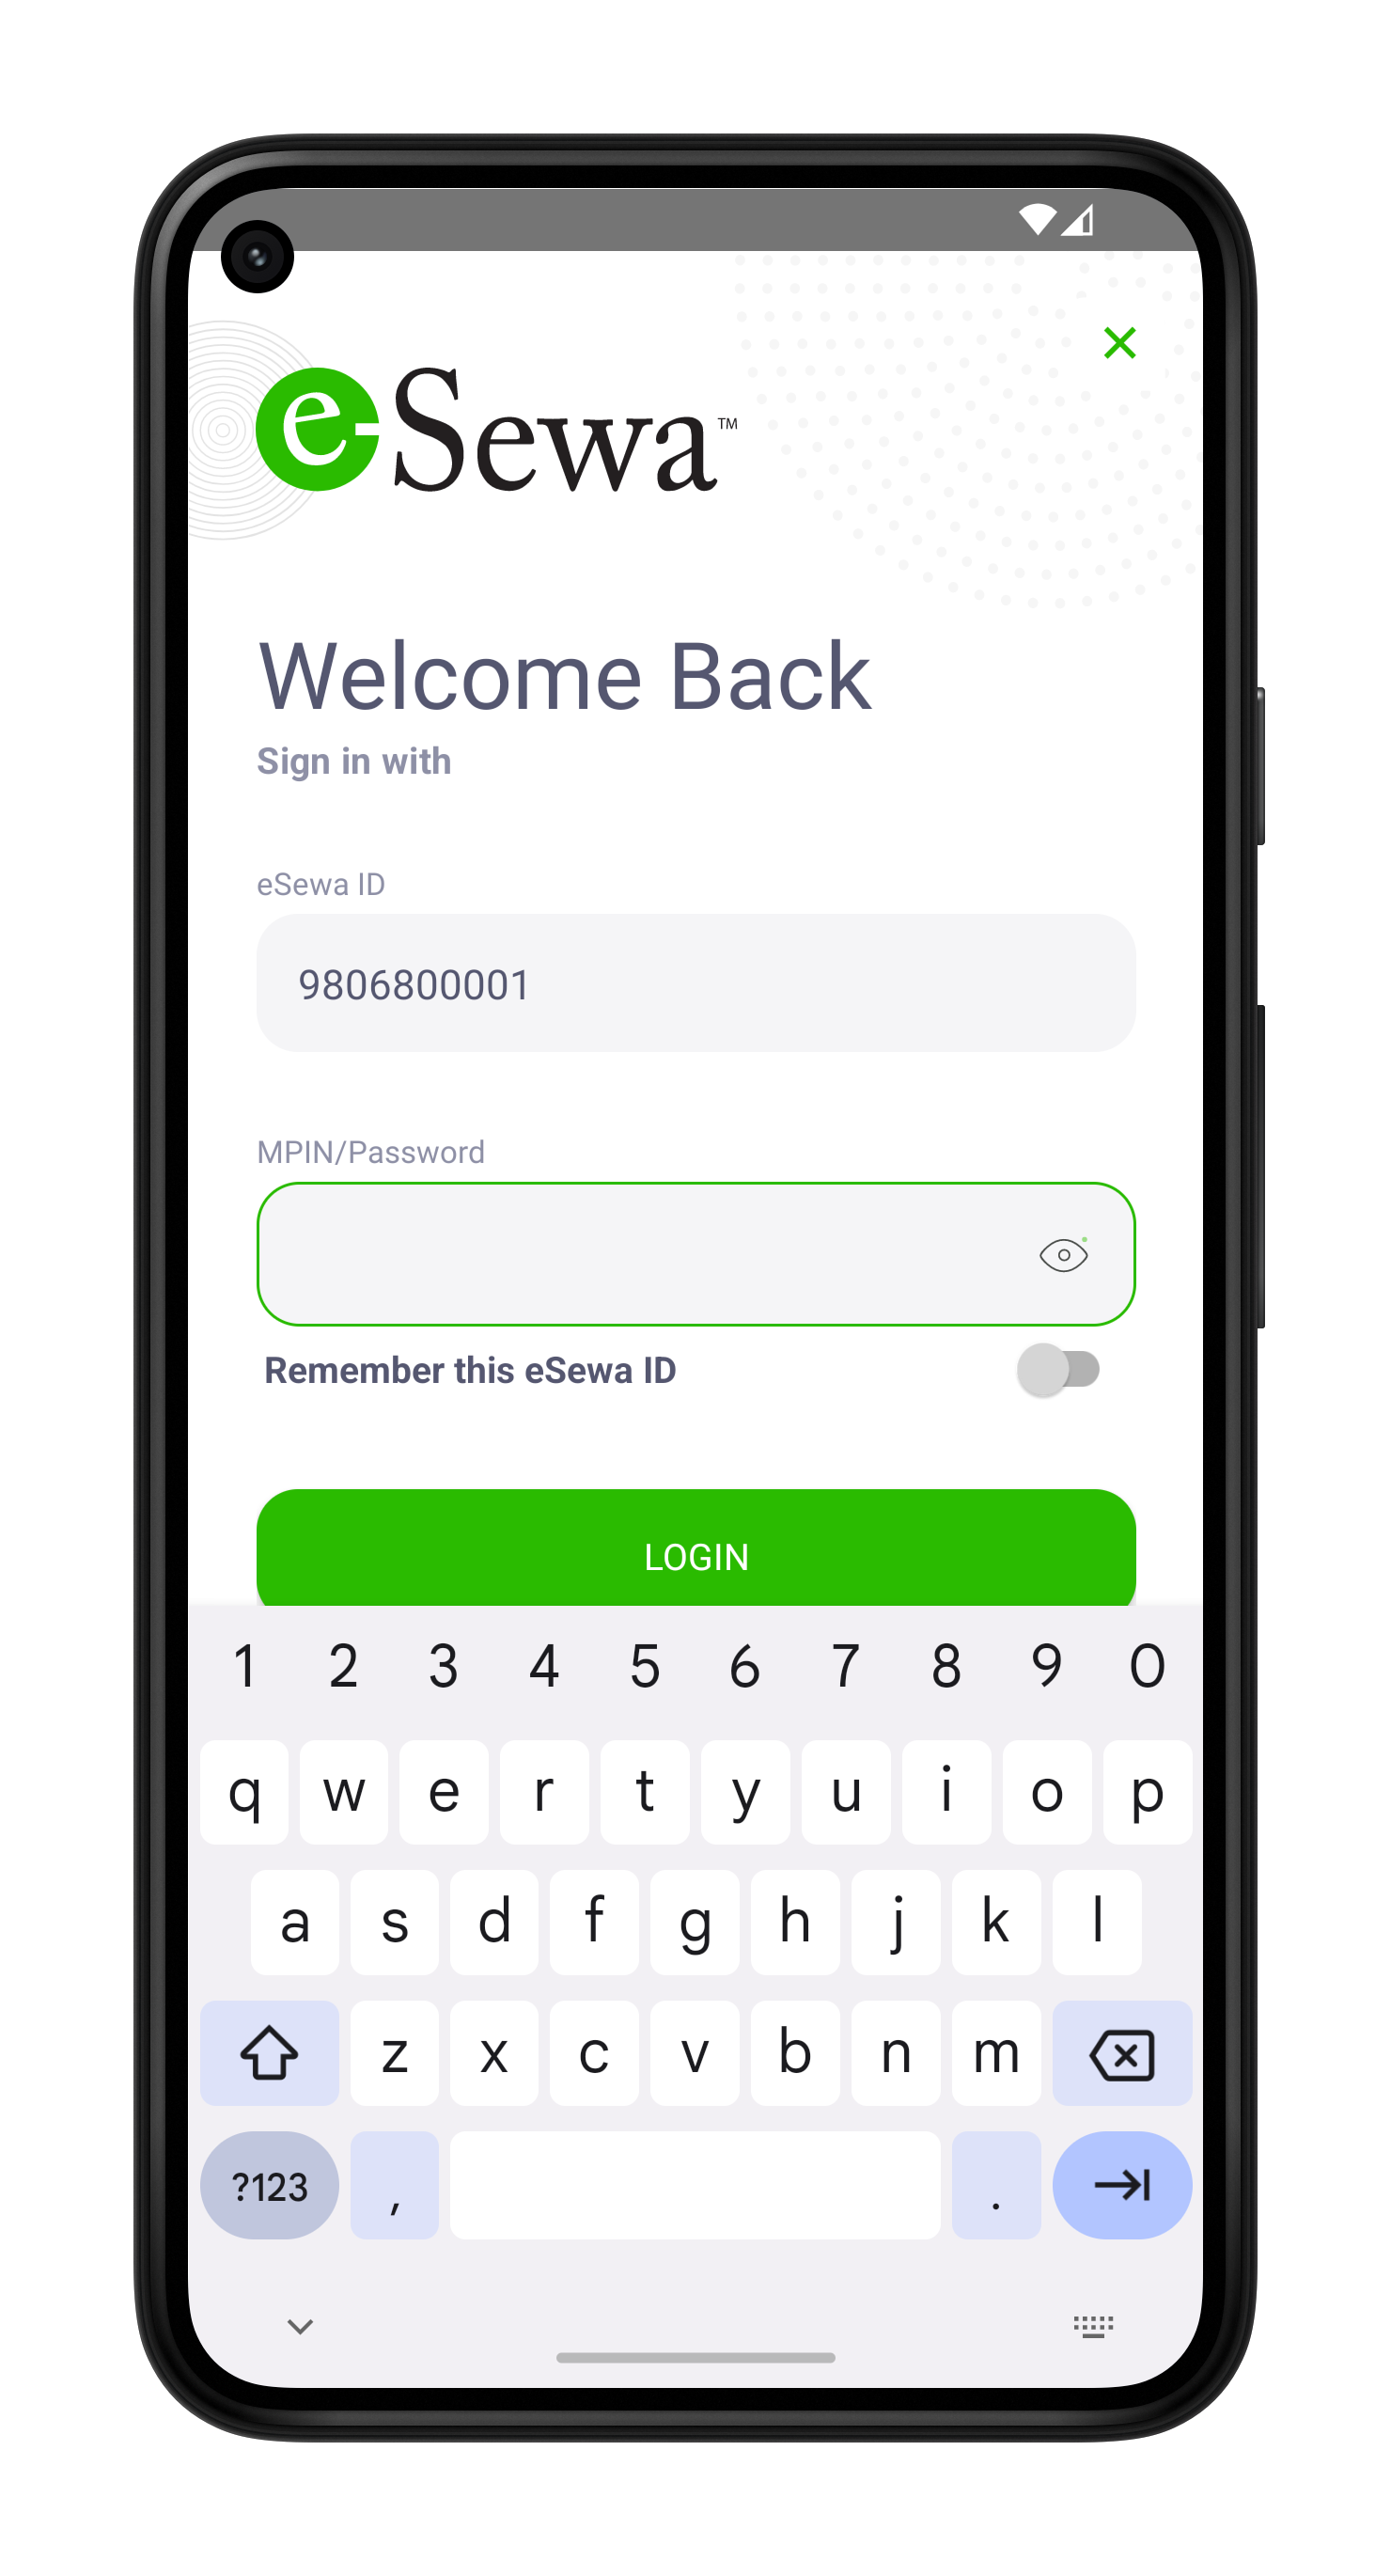 e-Sewa™
Welcome Back
Sign in with
eSewa ID
9806800001
MPIN/Password
Remember this eSewa ID
LOGIN
1 2 3 4 5 6 7 8 9 0
q w e r t y u i o p
a s d f g h j k l
z x c v b n m
?123 , .